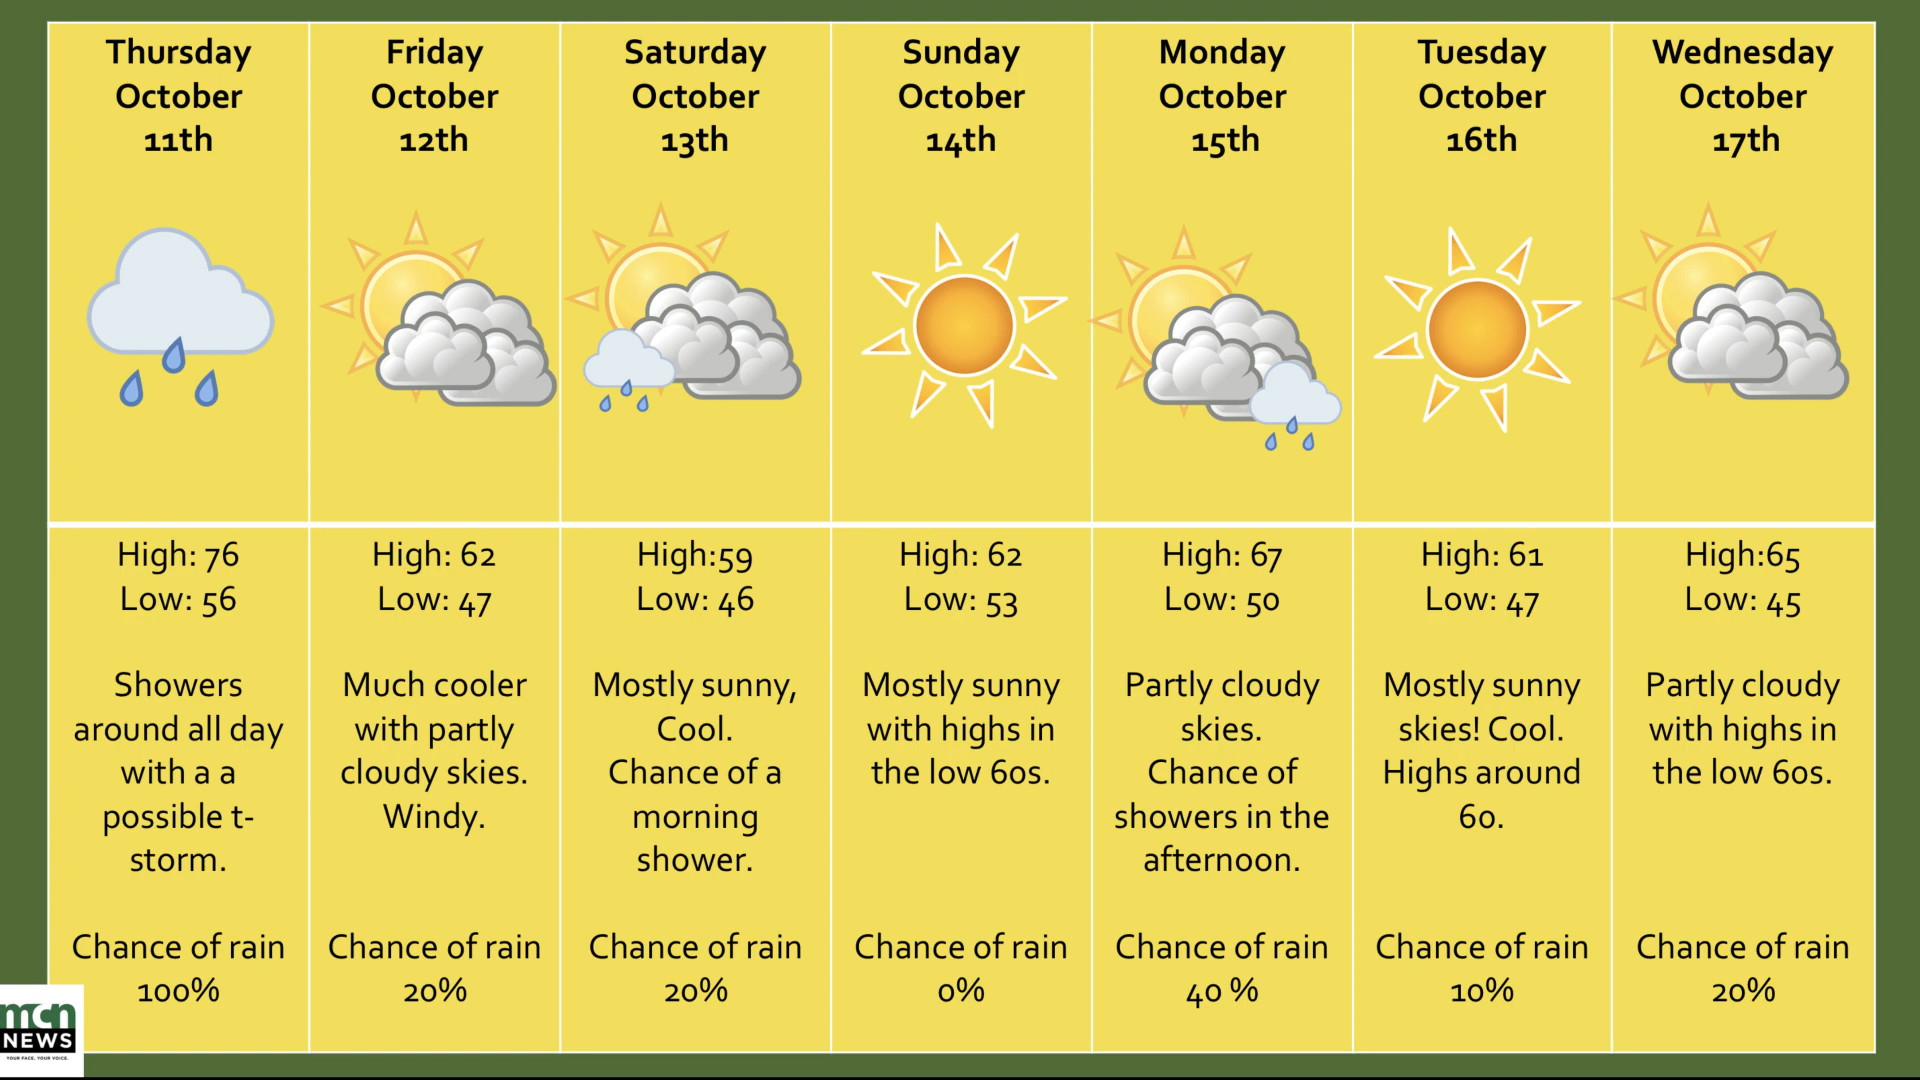 Thursday
October
11th
Friday
October
12th
Saturday
October
13th
Sunday
October
14th
Monday
October
15th
Tuesday
October
16th
Wednesday
October
17th
High: 76
Low: 56
Showers
around all day
with a a
possible t-
storm.
Chance of rain
100%
High: 62
Low: 47
Much cooler
with partly
cloudy skies.
Windy.
Chance of rain
20%
High:59
Low: 46
Mostly sunny,
Cool.
Chance of a
morning
shower.
Chance of rain
20%
High: 62
Low: 53
Mostly sunny
with highs in
the low 60s.
Chance of rain
0%
High: 67
Low: 50
Partly cloudy
skies.
Chance of
showers in the
afternoon.
Chance of rain
40 %
High: 61
Low: 47
Mostly sunny
skies! Cool.
Highs around
60.
Chance of rain
10%
High:65
Low: 45
Partly cloudy
with highs in
the low 60s.
Chance of rain
20%
mcn
NEWS
YOUR FACE. YOUR VOICE.